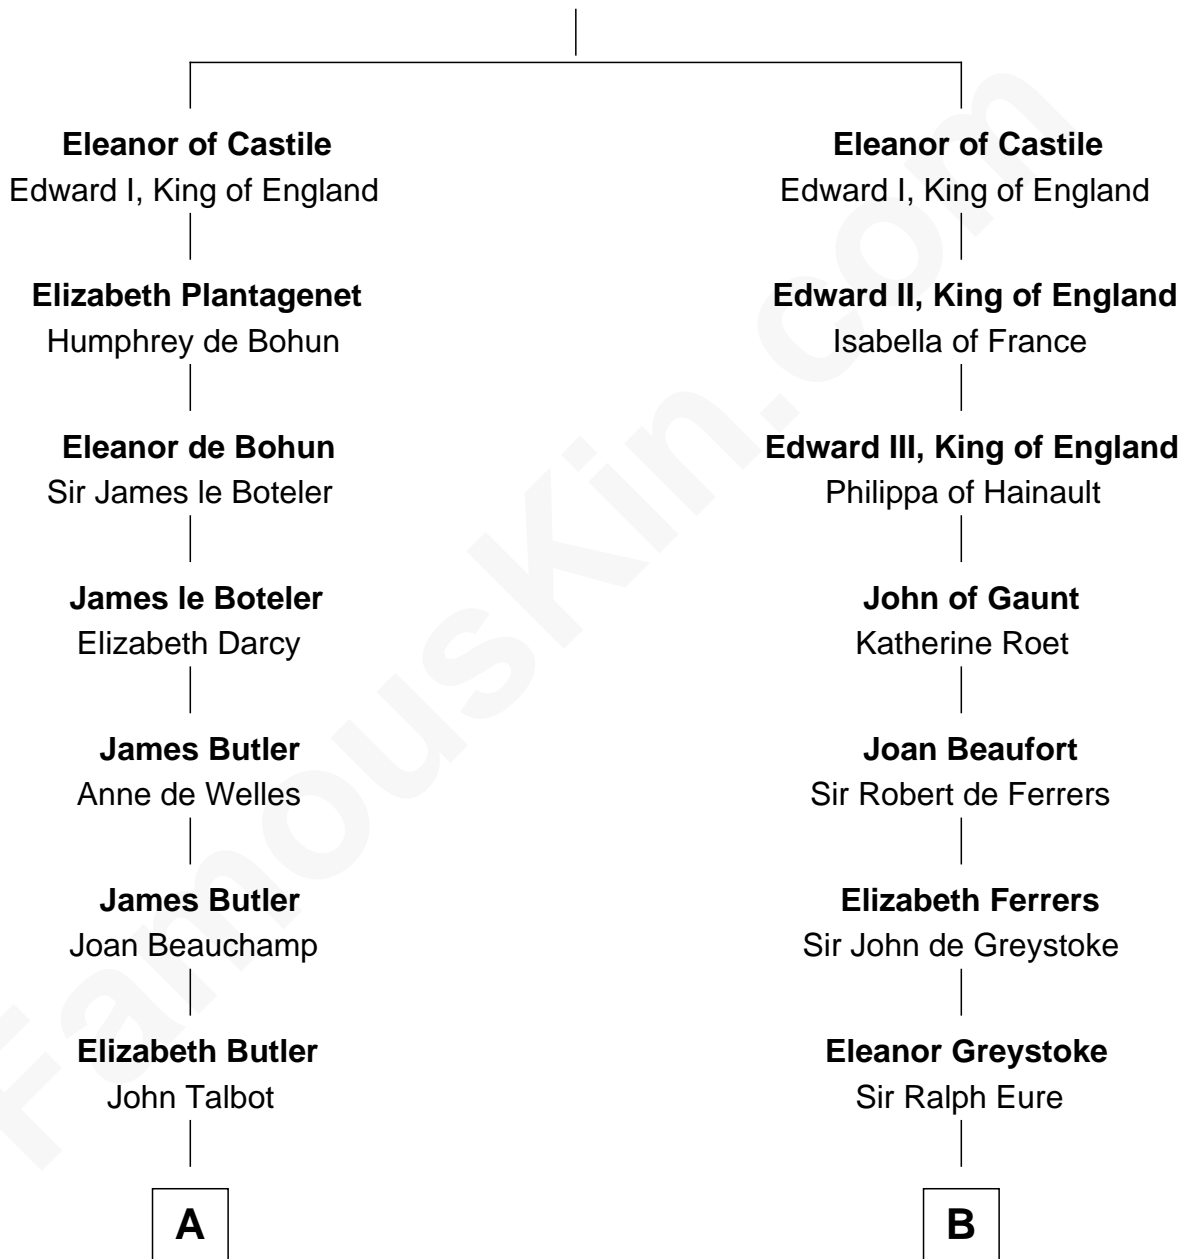 Eleanor of Castile
Edward I, King of England
Elizabeth Plantagenet
Humphrey de Bohun
Eleanor de Bohun
Sir James le Boteler
James le Boteler
Elizabeth Darcy
James Butler
Anne de Welles
James Butler
Joan Beauchamp
Elizabeth Butler
John Talbot
A
Eleanor of Castile
Edward I, King of England
Edward II, King of England
Isabella of France
Edward III, King of England
Philippa of Hainault
John of Gaunt
Katherine Roet
Joan Beaufort
Sir Robert de Ferrers
Elizabeth Ferrers
Sir John de Greystoke
Eleanor Greystoke
Sir Ralph Eure
B
FamousKin.com